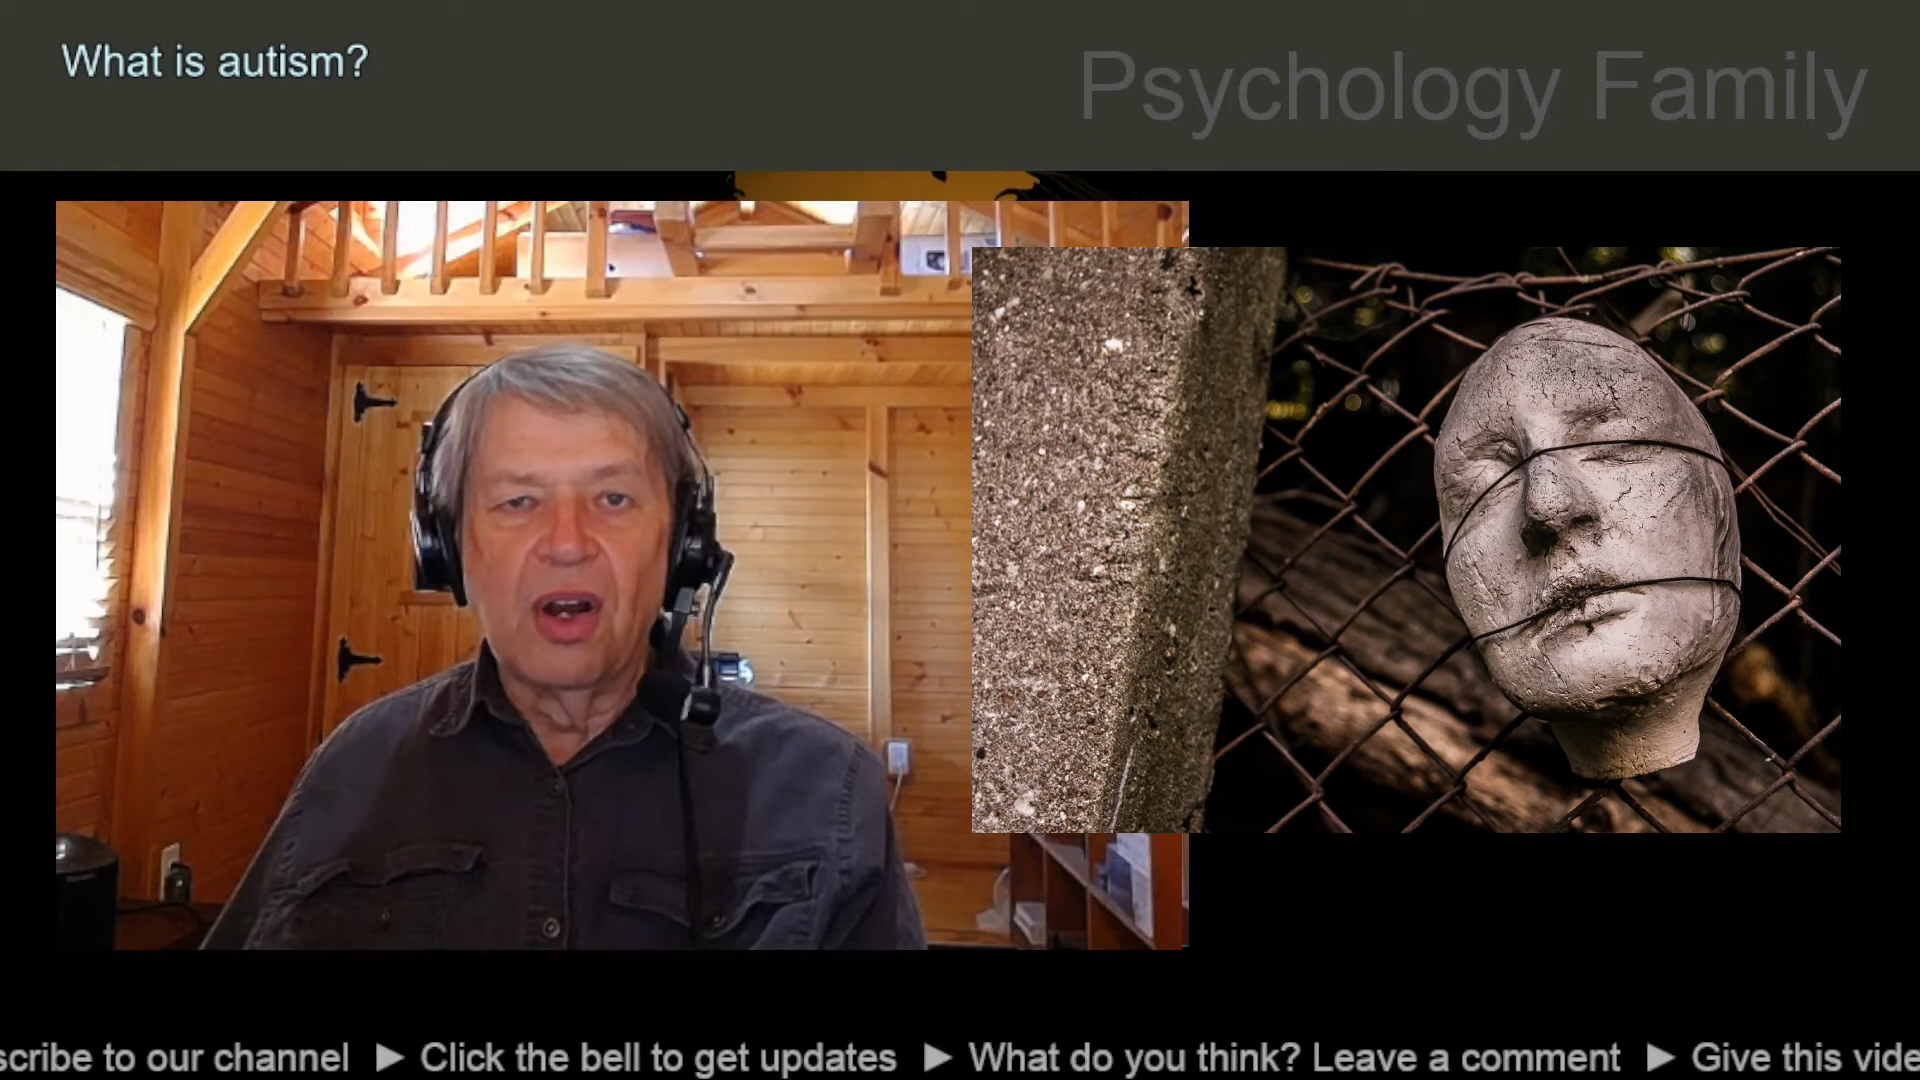 What is autism?
Psychology Family
scribe to our channel ► Click the bell to get updates ► What do you think? Leave a comment ► Give this vide